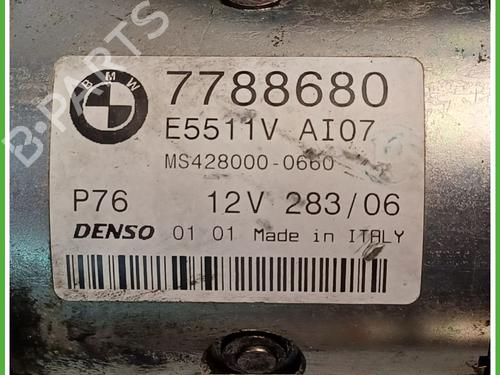 B-PARTS
BMW
7788680
E5511V AI07
MS428000-0660
P76 12V 283/06
DENSO 01 01 Made in ITALY